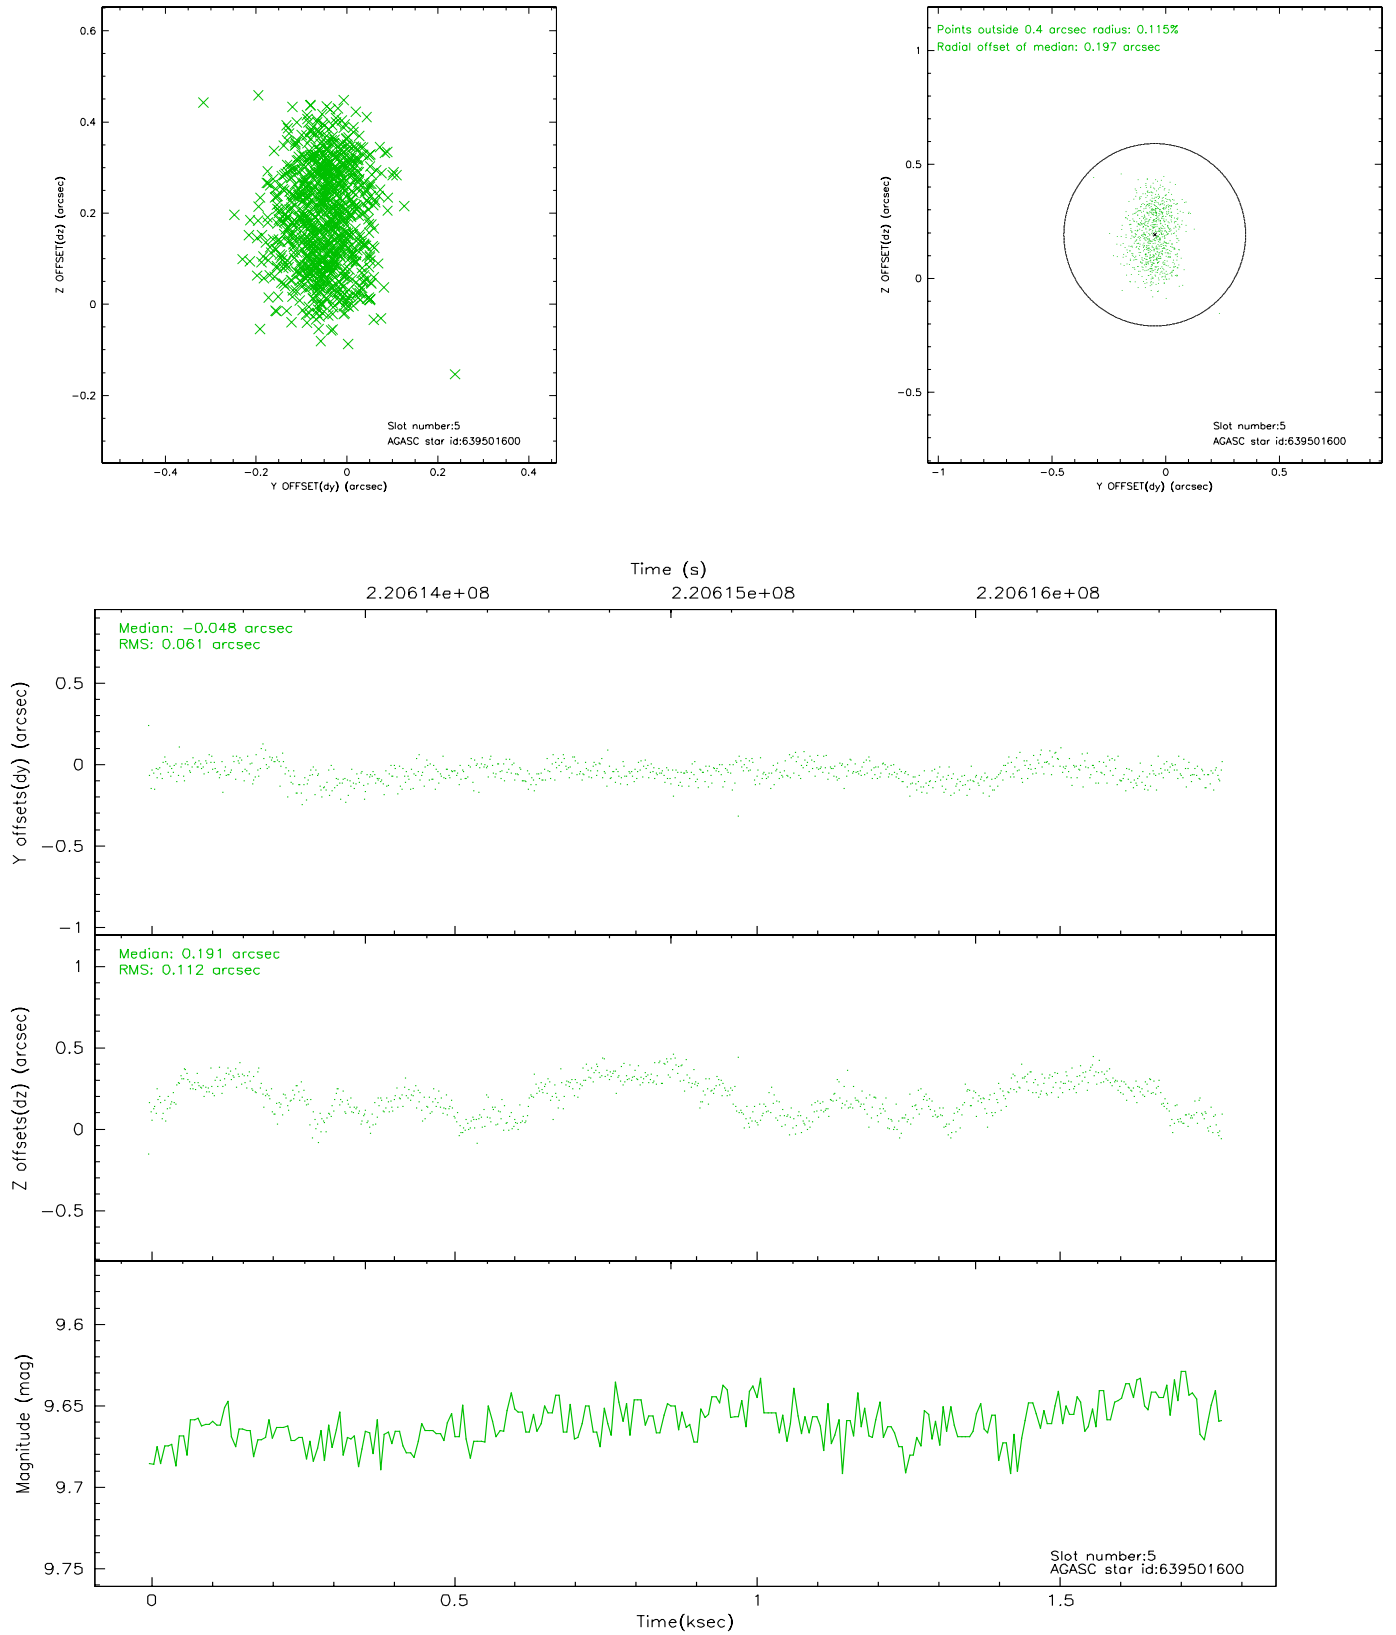 0.6
0.4
0.2
0
−0.2
Z OFFSET(dz) (arcsec)
Slot number:5
AGASC star id:639501600
−0.4 −0.2 0 0.2 0.4
Y OFFSET(dy) (arcsec)
Points outside 0.4 arcsec radius: 0.115%
Radial offset of median: 0.197 arcsec
1
0.5
0
−0.5
Z OFFSET(dz) (arcsec)
Slot number:5
AGASC star id:639501600
−1 −0.5 0 0.5
Y OFFSET(dy) (arcsec)
Time (s)
2.20614e+08 2.20615e+08 2.20616e+08
Median: −0.048 arcsec
RMS: 0.061 arcsec
0.5
0
−0.5
−1
Y offsets(dy) (arcsec)
Median: 0.191 arcsec
RMS: 0.112 arcsec
1
0.5
0
−0.5
Z offsets(dz) (arcsec)
9.6
9.65
9.7
9.75
Magnitude (mag)
Slot number:5
AGASC star id:639501600
0 0.5 1 1.5
Time(ksec)